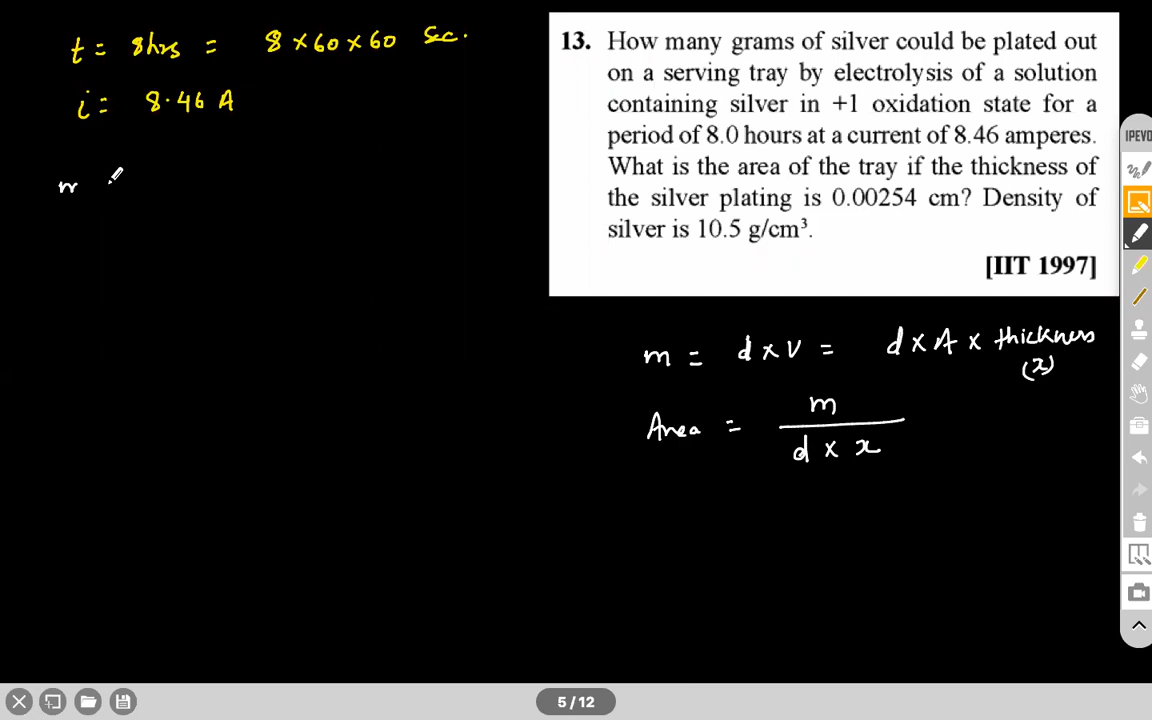 t = 8hrs = 8 × 60 × 60 Sec.
i = 8.46 A
m
13. How many grams of silver could be plated out
on a serving tray by electrolysis of a solution
containing silver in +1 oxidation state for a
period of 8.0 hours at a current of 8.46 amperes.
What is the area of the tray if the thickness of
the silver plating is 0.00254 cm? Density of
silver is 10.5 g/cm³.
[IIT 1997]
m = d × V = d × A × thickness
(x)
Area = m
d × x
IPEVO
5 / 12